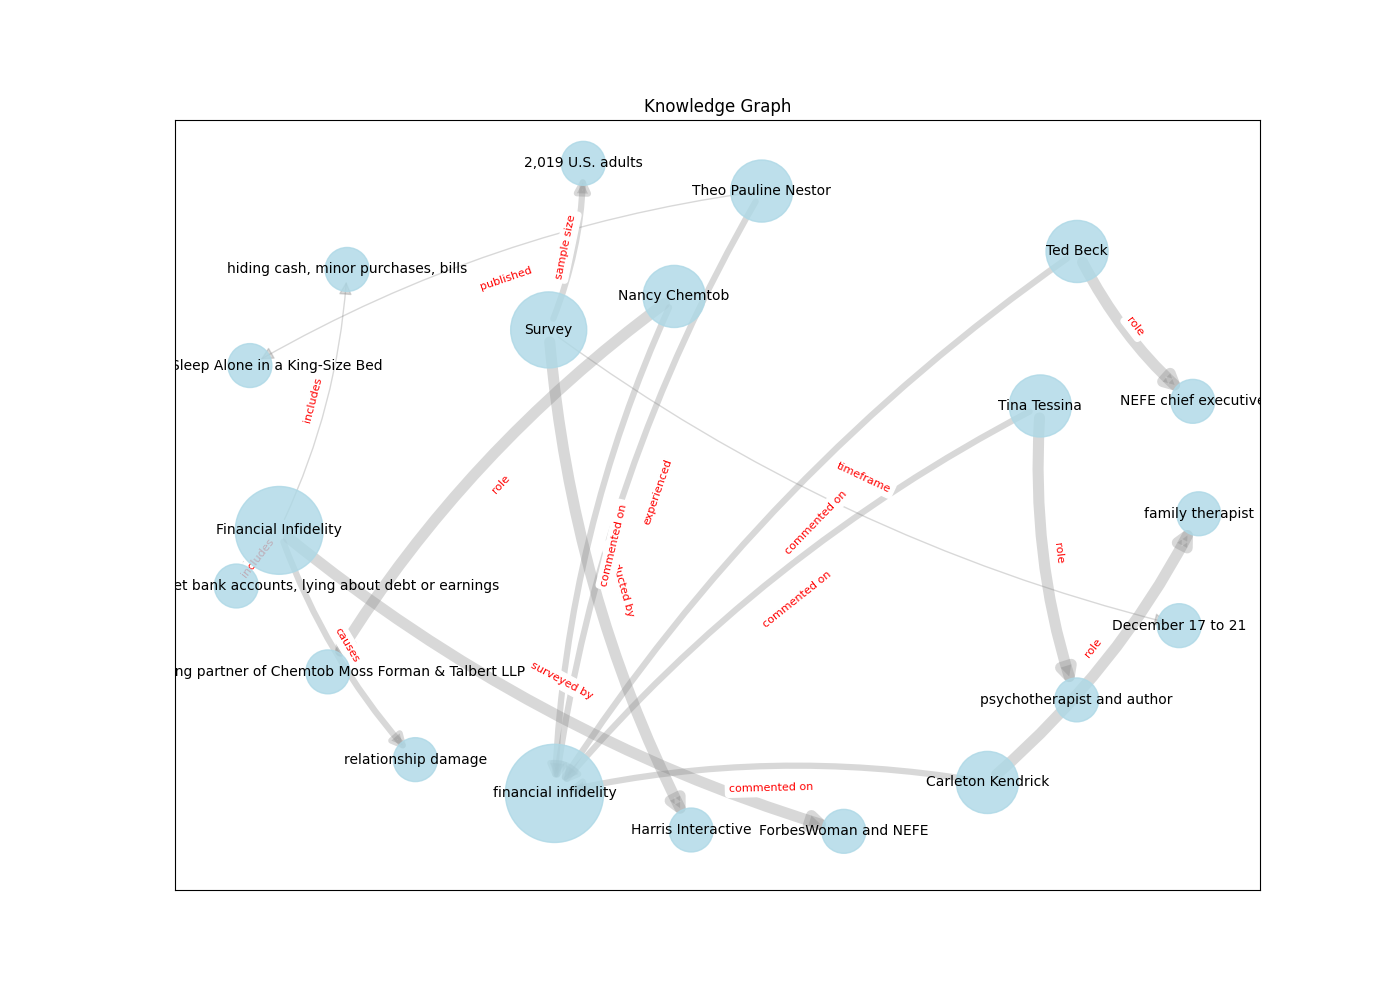 Knowledge Graph
2,019 U.S. adults
Theo Pauline Nestor
sample size
Ted Beck
hiding cash, minor purchases, bills
published
Nancy Chemtob
Survey
role
Sleep Alone in a King-Size Bed
includes
NEFE chief executive
Tina Tessina
timeframe
role
experienced
commented on
family therapist
Financial Infidelity
commented on
role
includes
et bank accounts, lying about debt or earnings
ucted by
commented on
December 17 to 21
causes
role
ng partner of Chemtob Moss Forman & Talbert LLP
surveyed by
psychotherapist and author
relationship damage
Carleton Kendrick
commented on
financial infidelity
Harris Interactive
ForbesWoman and NEFE